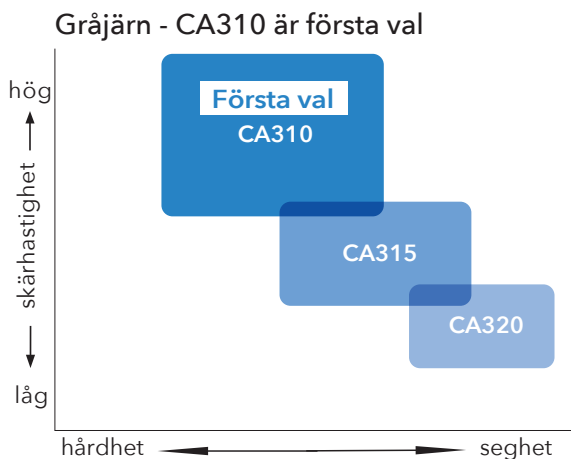 Gråjärn - CA310 är första val
hög
skärhastighet
låg
Första val
CA310
CA315
CA320
hårdhet
seghet